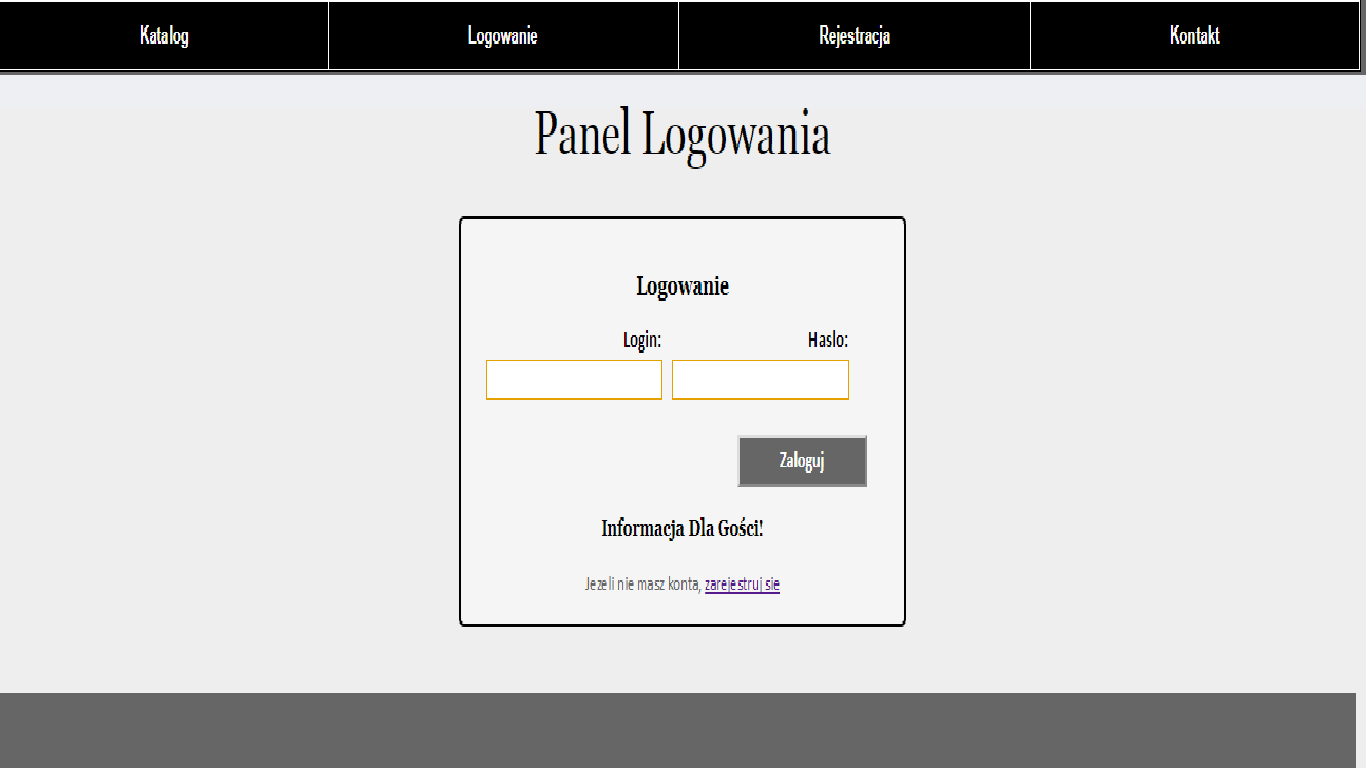 Katalog Logowanie Rejestracja Kontakt
Panel Logowania
Logowanie
Login: Haslo:
Zaloguj
Informacja Dla Gości!
Jezeli nie masz konta, zarejestruj sie